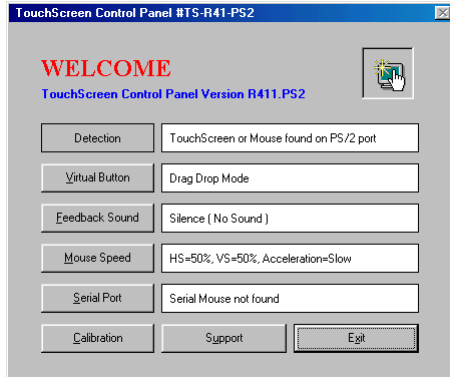 TouchScreen Control Panel #TS-R41-PS2
WELCOME
TouchScreen Control Panel Version R411.PS2
Detection TouchScreen or Mouse found on PS/2 port
Virtual Button Drag Drop Mode
Feedback Sound Silence ( No Sound )
Mouse Speed HS=50%, VS=50%, Acceleration=Slow
Serial Port Serial Mouse not found
Calibration Support Exit